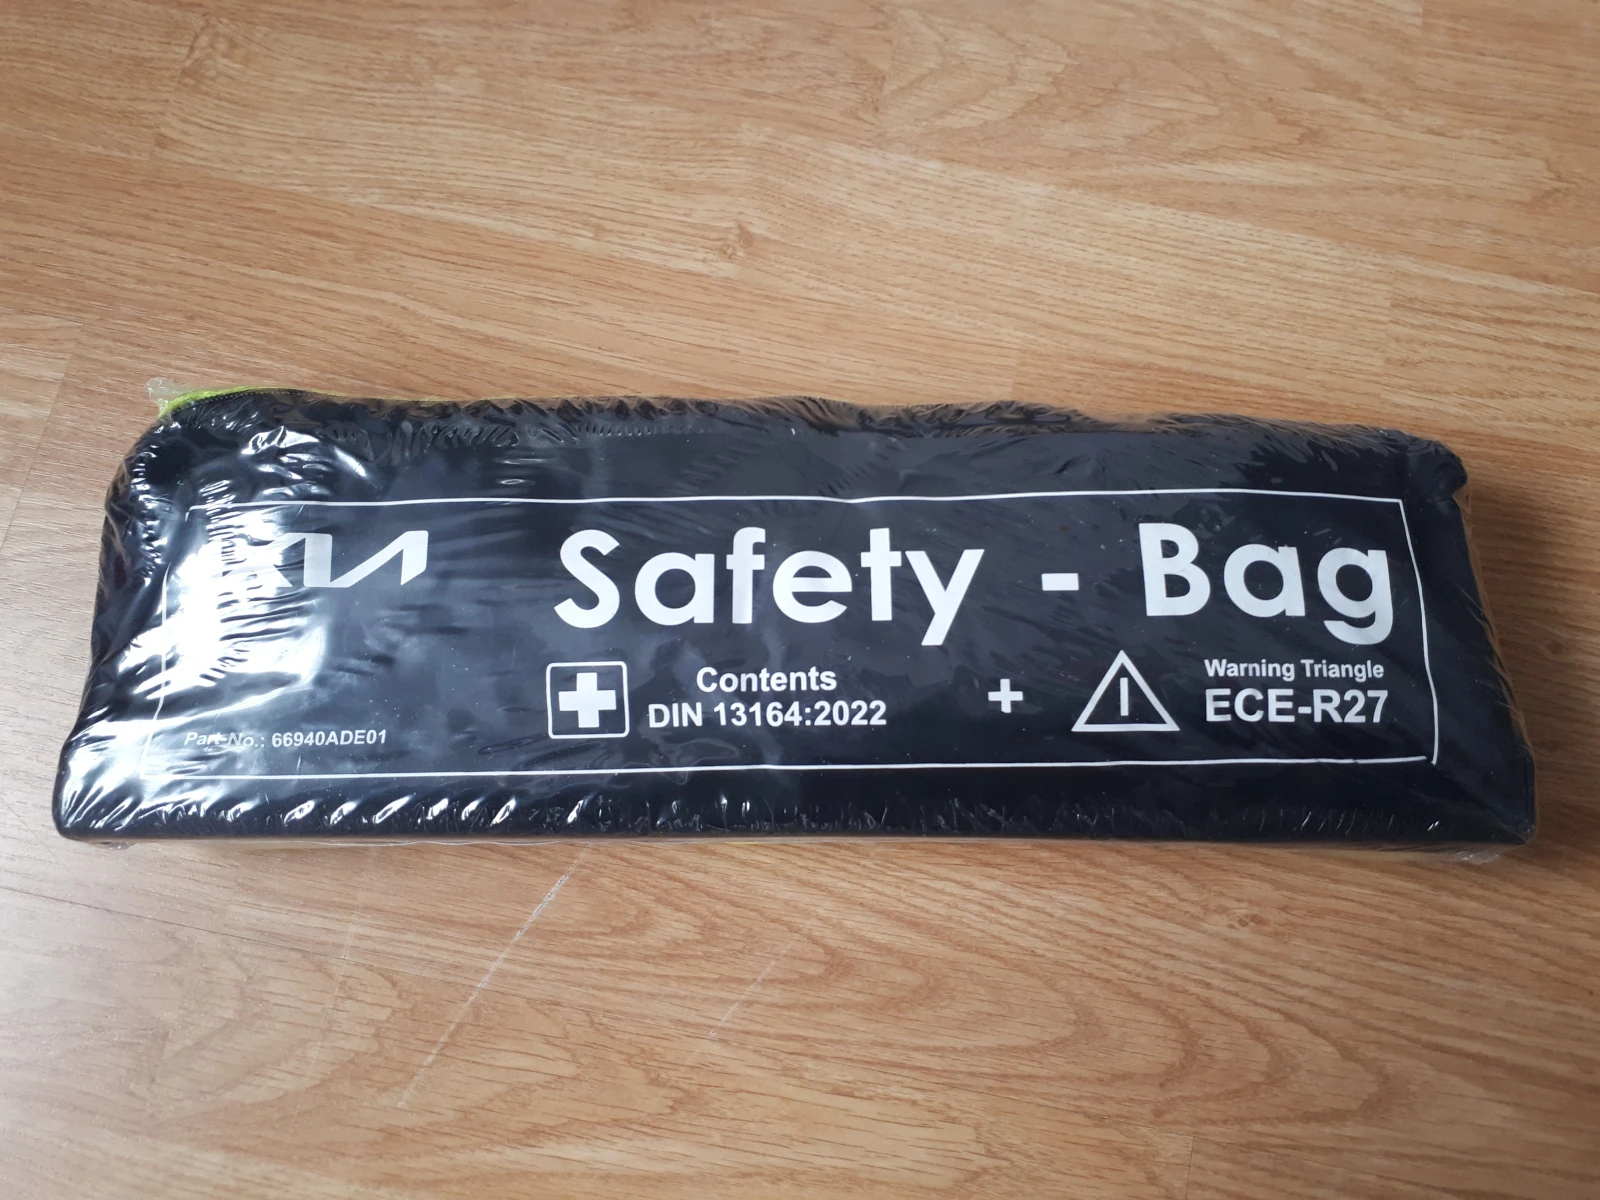 KIA
Safety - Bag
Contents
DIN 13164:2022
+
Warning Triangle
ECE-R27
Part-No.: 66940ADE01